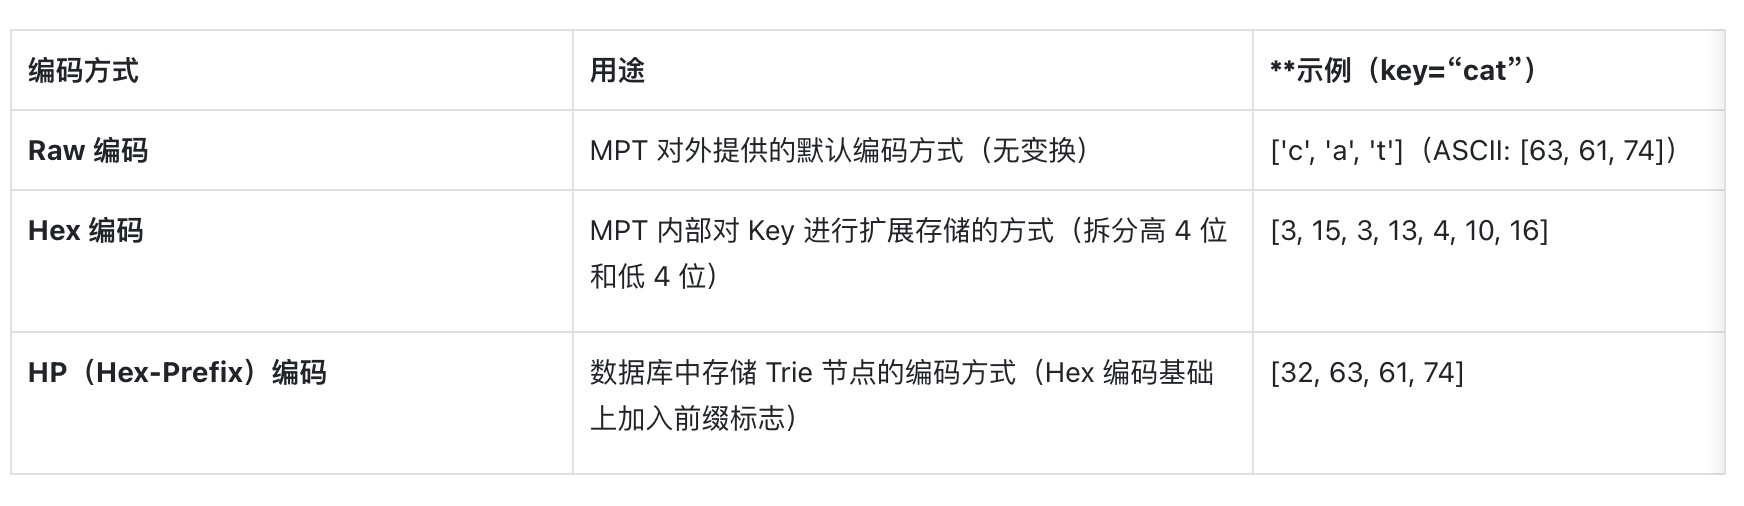 编码方式
用途
**示例（key=“cat”）
Raw 编码
MPT 对外提供的默认编码方式（无变换）
['c', 'a', 't']（ASCII: [63, 61, 74]）
Hex 编码
MPT 内部对 Key 进行扩展存储的方式（拆分高 4 位
和低 4 位）
[3, 15, 3, 13, 4, 10, 16]
HP（Hex-Prefix）编码
数据库中存储 Trie 节点的编码方式（Hex 编码基础
上加入前缀标志）
[32, 63, 61, 74]